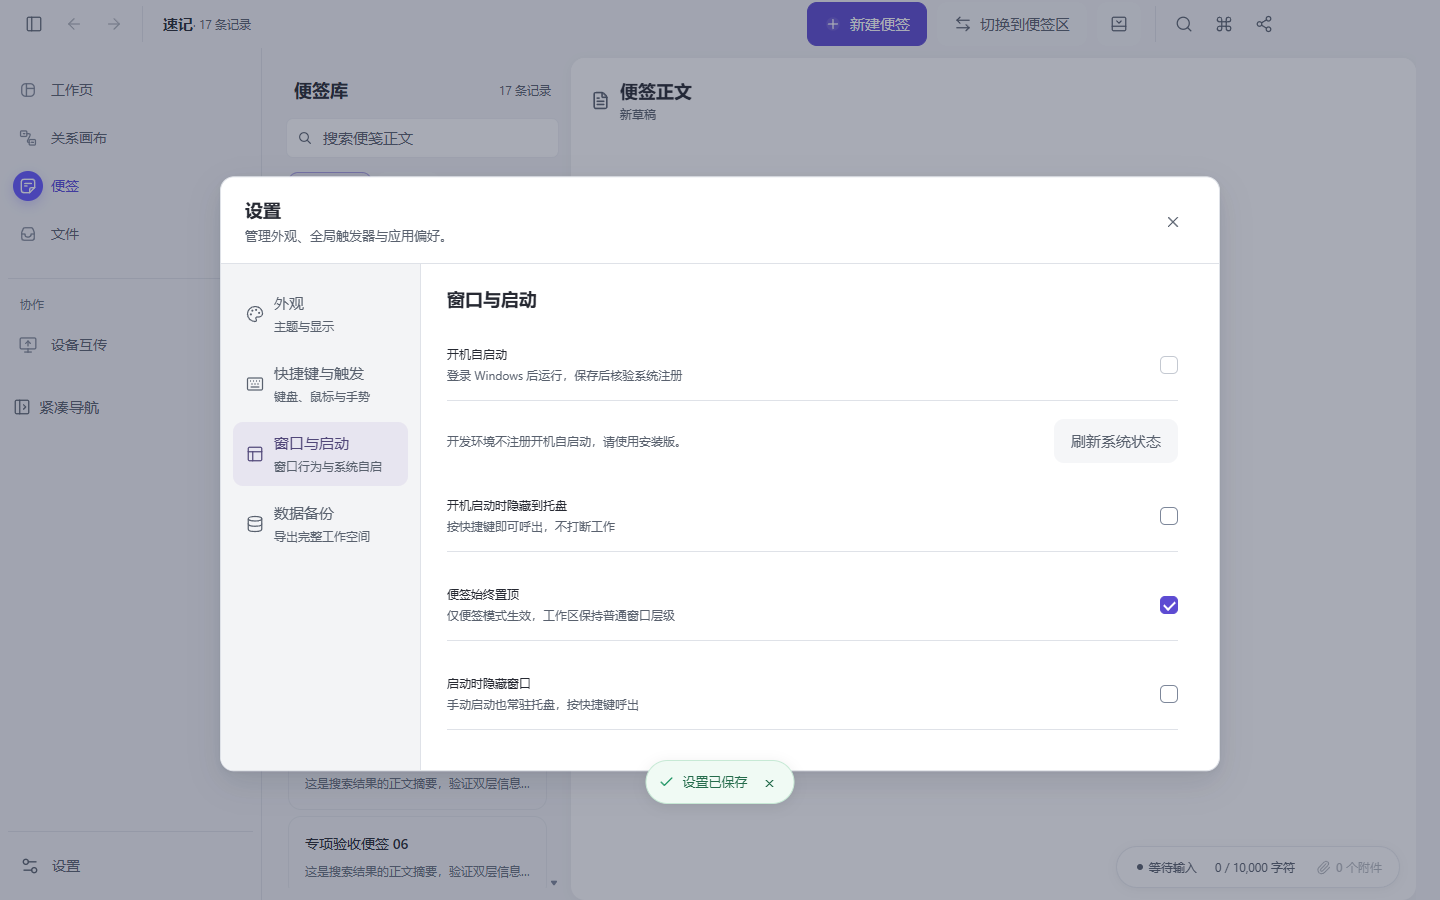 速记 · 17 条记录
新建便签
切换到便签区
工作页
关系画布
便签
文件
协作
设备互传
紧凑导航
设置
便签库
17 条记录
搜索便笺正文
便签正文
新草稿
设置
管理外观、全局触发器与应用偏好。
外观
主题与显示
快捷键与触发
键盘、鼠标与手势
窗口与启动
窗口行为与系统自启
数据备份
导出完整工作空间
窗口与启动
开机自启动
登录 Windows 后运行，保存后核验系统注册
开发环境不注册开机自启动，请使用安装版。
刷新系统状态
开机启动时隐藏到托盘
按快捷键即可呼出，不打断工作
便签始终置顶
仅便签模式生效，工作区保持普通窗口层级
启动时隐藏窗口
手动启动也常驻托盘，按快捷键呼出
设置已保存
这是搜索结果的正文摘要，验证双层信息...
专项验收便签 06
这是搜索结果的正文摘要，验证双层信息...
等待输入
0 / 10,000 字符
0 个附件